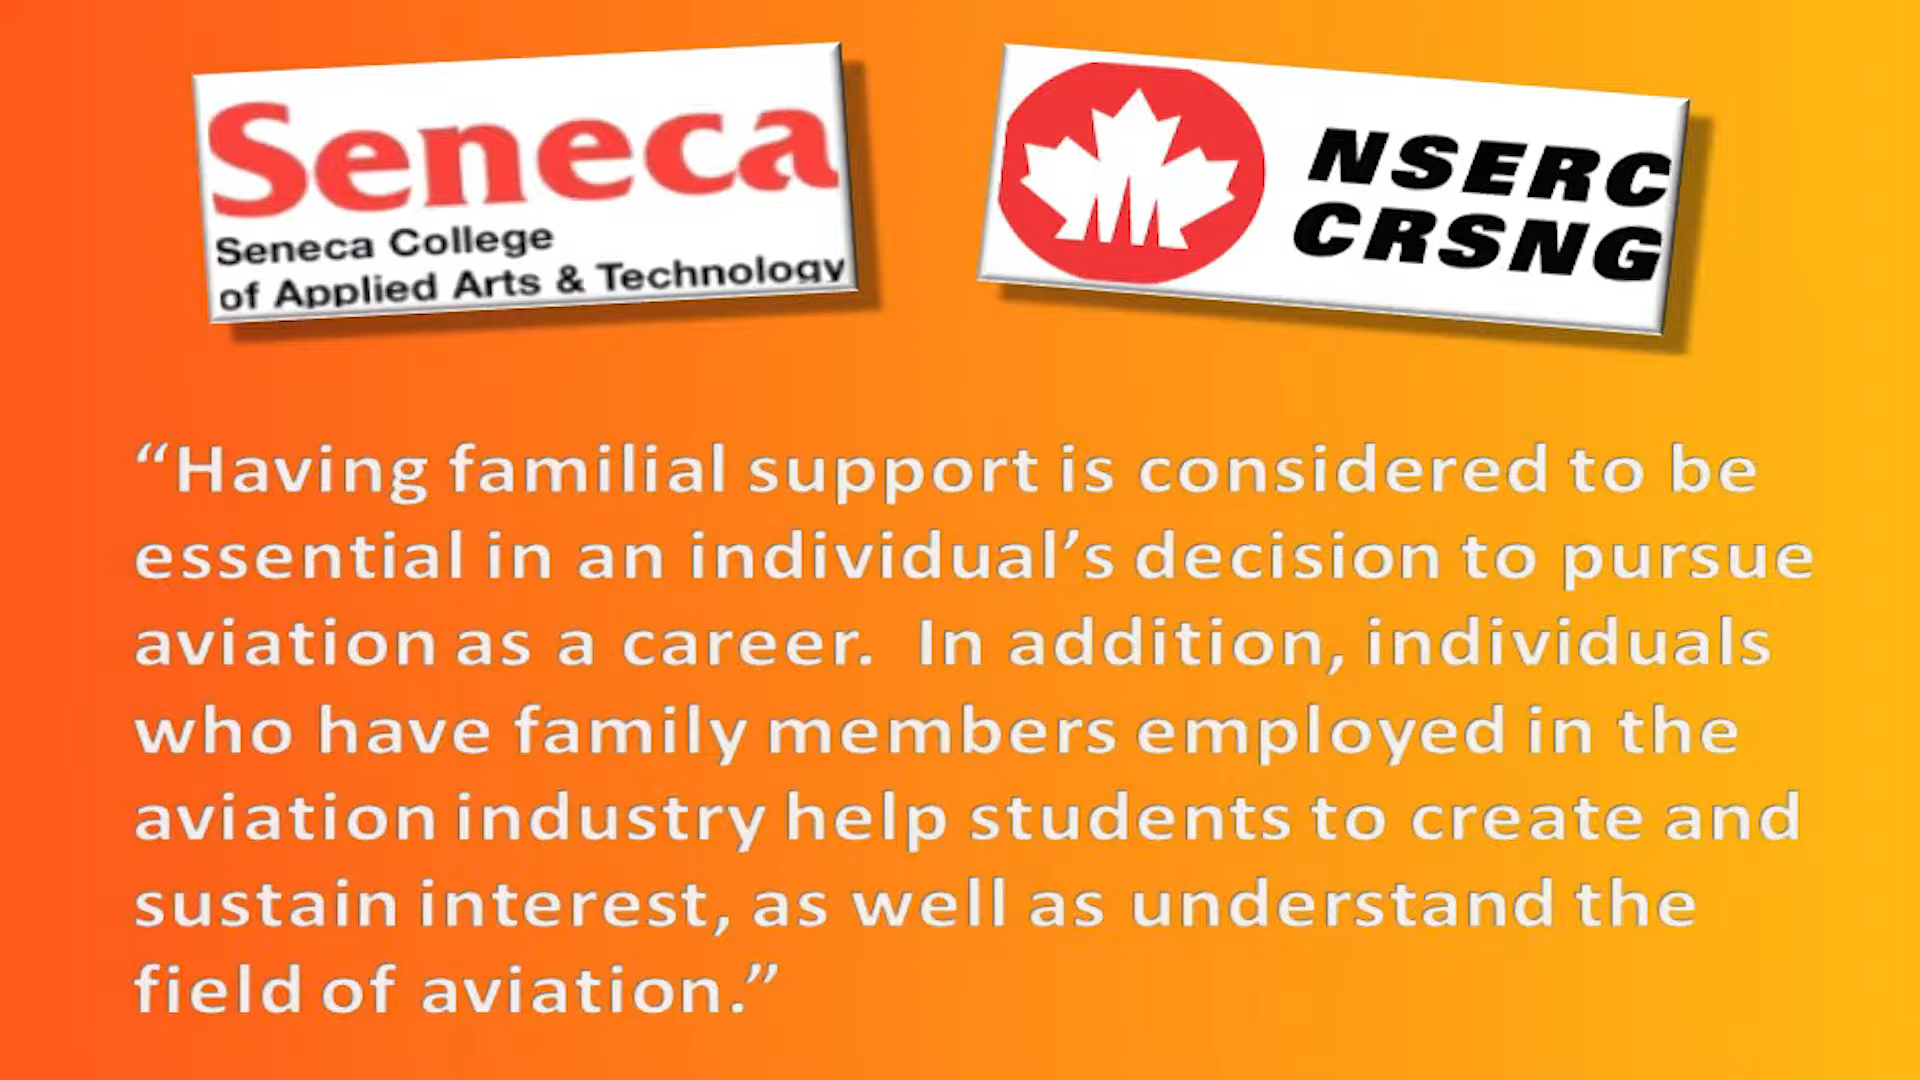 Seneca
Seneca College
of Applied Arts & Technology
NSERC
CRSNG
“Having familial support is considered to be
essential in an individual’s decision to pursue
aviation as a career.  In addition, individuals
who have family members employed in the
aviation industry help students to create and
sustain interest, as well as understand the
field of aviation.”